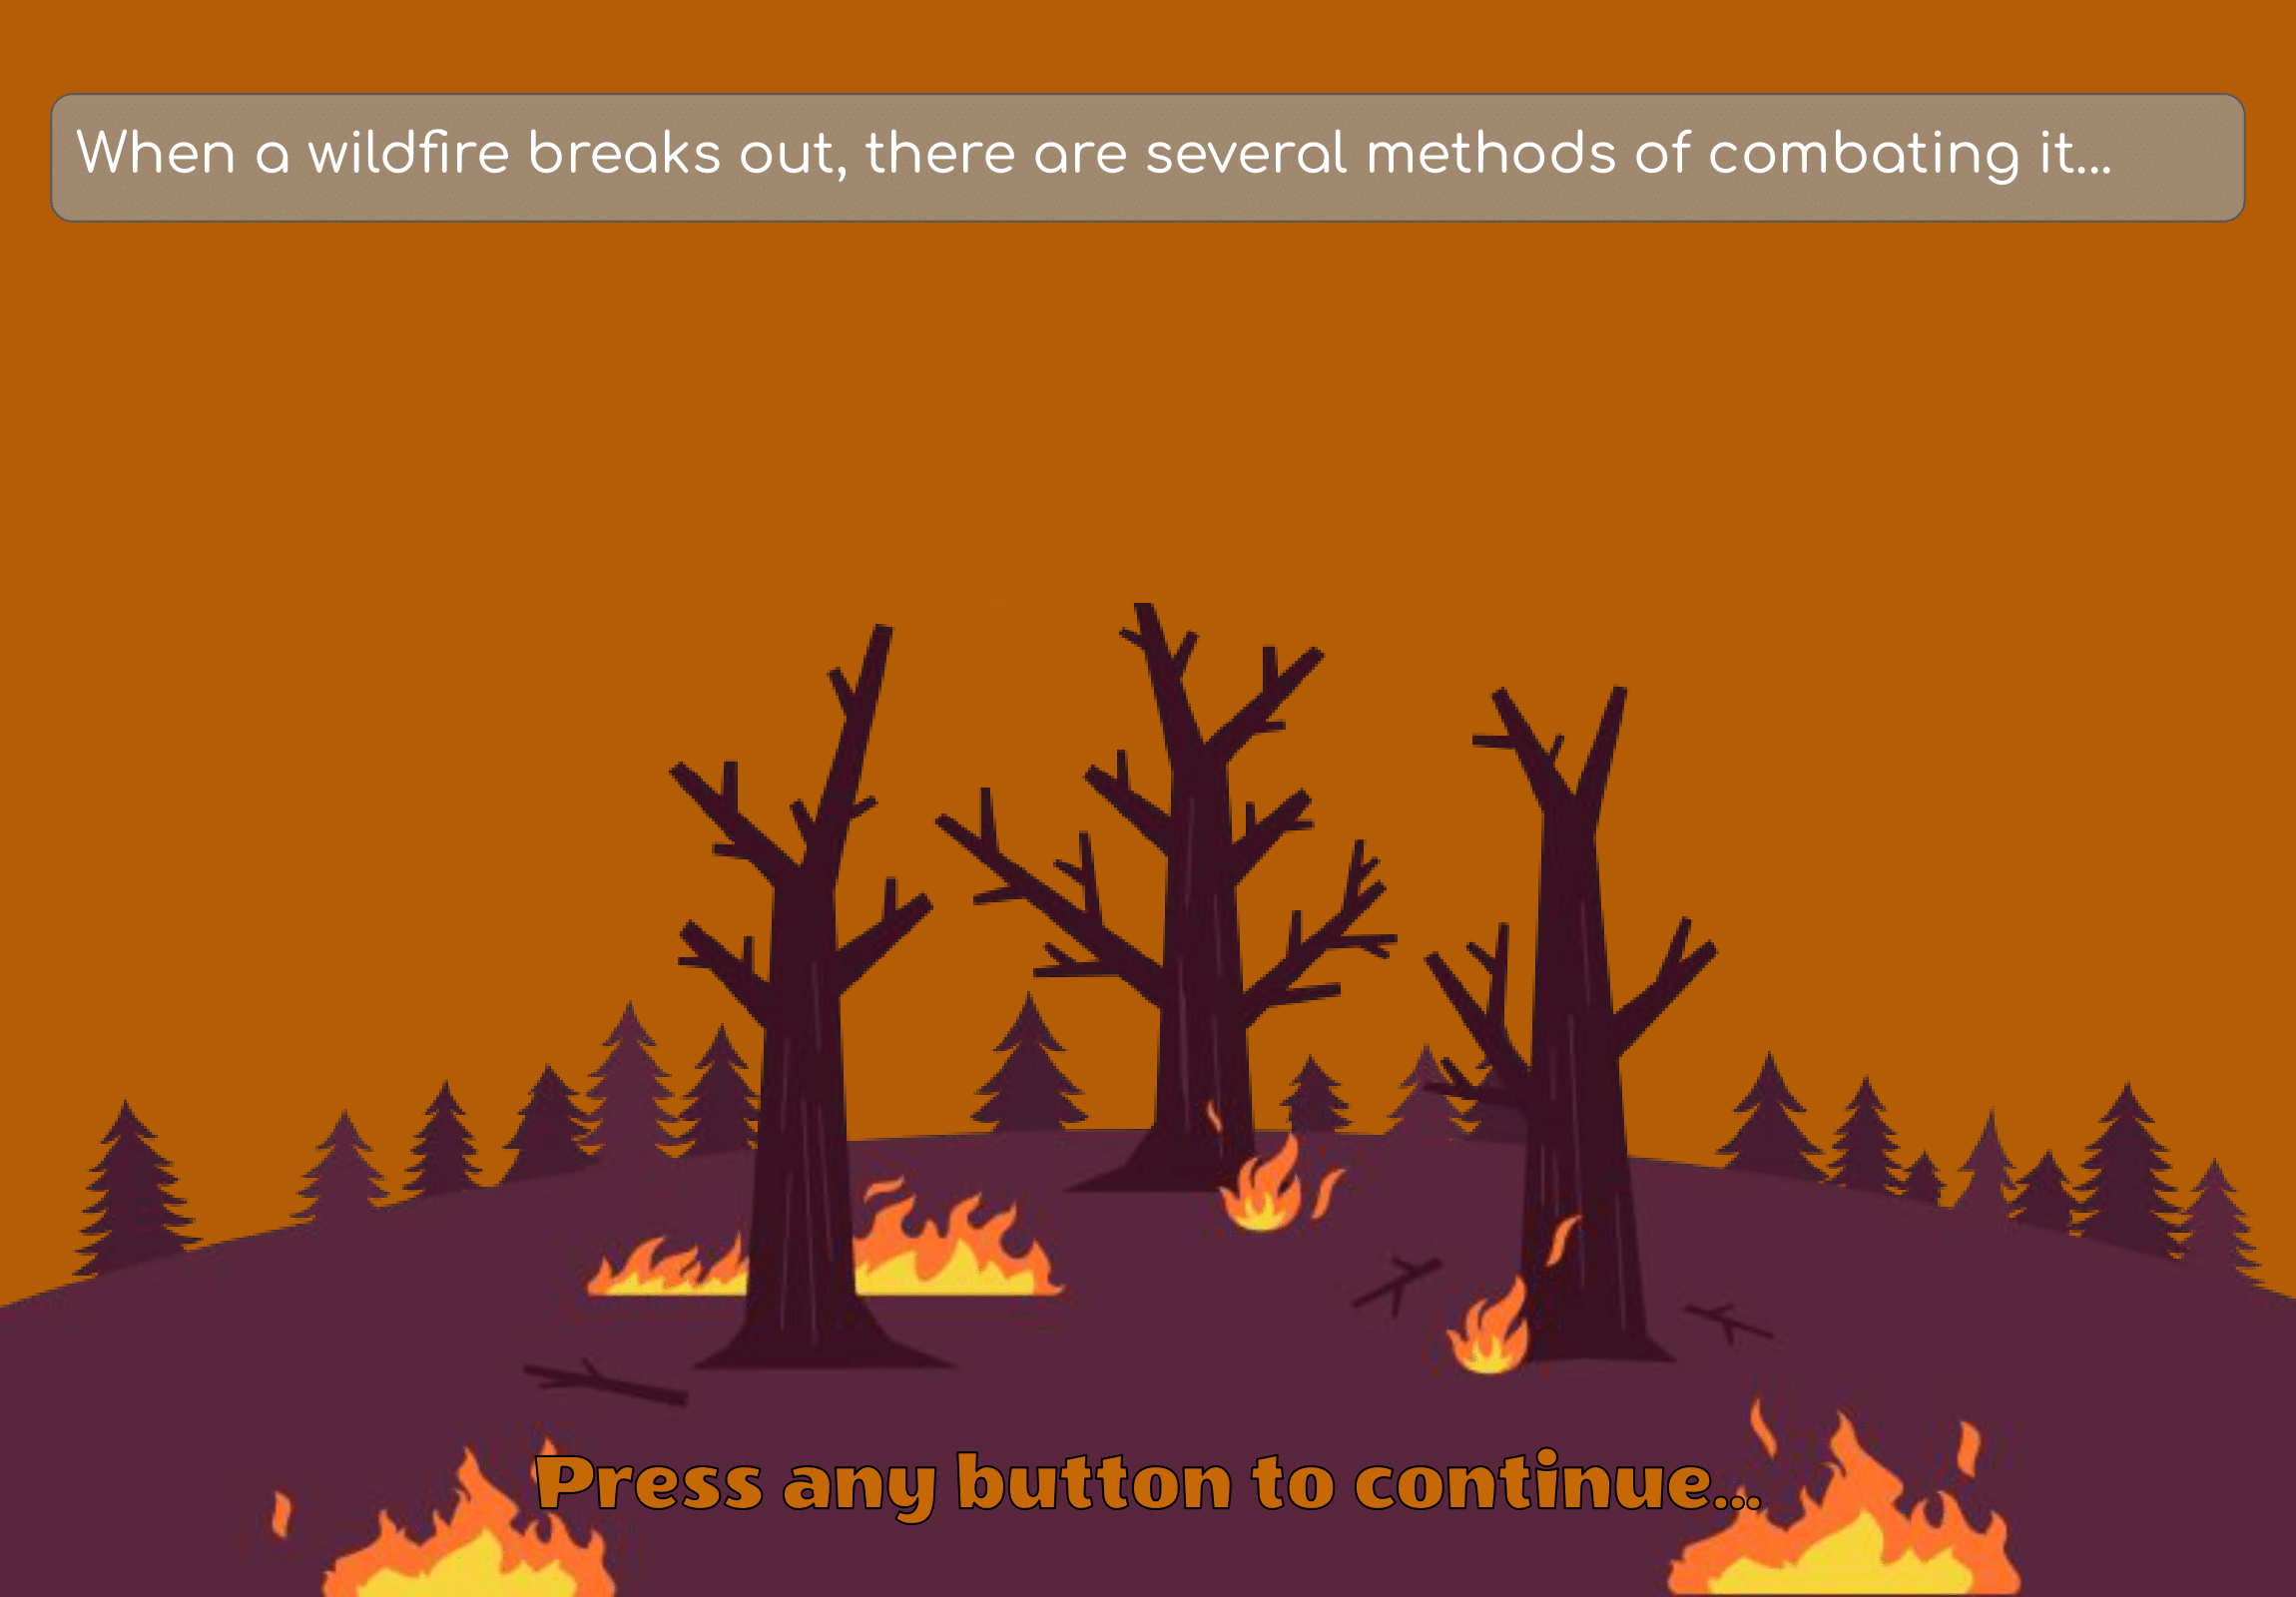 When a wildfire breaks out, there are several methods of combating it...
Press any button to continue...